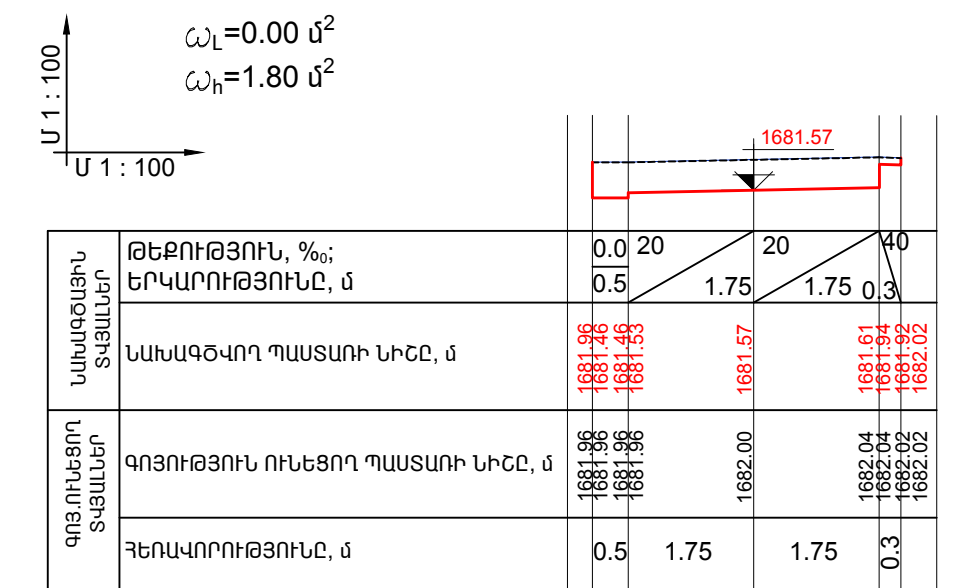 ωL=0.00 մ²
ωh=1.80 մ²
Մ 1 : 100
Մ 1 : 100
1681.57
ՆԱԽԱԳԾԱՅԻՆ
ՏՎՅԱԼՆԵՐ
ԹԵՔՈՒԹՅՈՒՆ, %₀;
ԵՐԿԱՐՈՒԹՅՈՒՆԸ, մ
0.0 20 20 40
0.5 1.75 1.75 0.3
ՆԱԽԱԳԾՎՈՂ ՊԱՍՏԱՌԻ ՆԻՇԸ, մ
1681.96 1681.46 1681.46 1681.53 1681.57 1681.61 1681.94 1681.92 1682.02
ԳՈՅ.ՈՒՆԵՑՈՂ
ՏՎՅԱԼՆԵՐ
ԳՈՅՈՒԹՅՈՒՆ ՈՒՆԵՑՈՂ ՊԱՍՏԱՌԻ ՆԻՇԸ, մ
1681.96 1681.96 1681.96 1681.96 1682.00 1682.04 1682.04 1682.02 1682.02
ՀԵՌԱՎՈՐՈՒԹՅՈՒՆԸ, մ
0.5 1.75 1.75 0.3